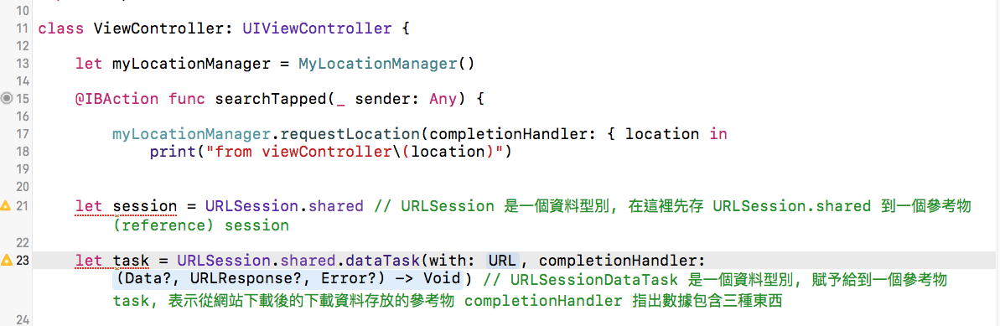 10
11 class ViewController: UIViewController {
12
13 let myLocationManager = MyLocationManager()
14
15 @IBAction func searchTapped(_ sender: Any) {
16
17 myLocationManager.requestLocation(completionHandler: { location in
18 print("from viewController\(location)")
19
20
21 let session = URLSession.shared // URLSession 是一個資料型別, 在這裡先存 URLSession.shared 到一個參考物
(reference) session
22
23 let task = URLSession.shared.dataTask(with: URL, completionHandler:
(Data?, URLResponse?, Error?) -> Void) // URLSessionDataTask 是一個資料型別, 賦予給到一個參考物
task, 表示從網站下載後的下載資料存放的參考物 completionHandler 指出數據包含三種東西
24